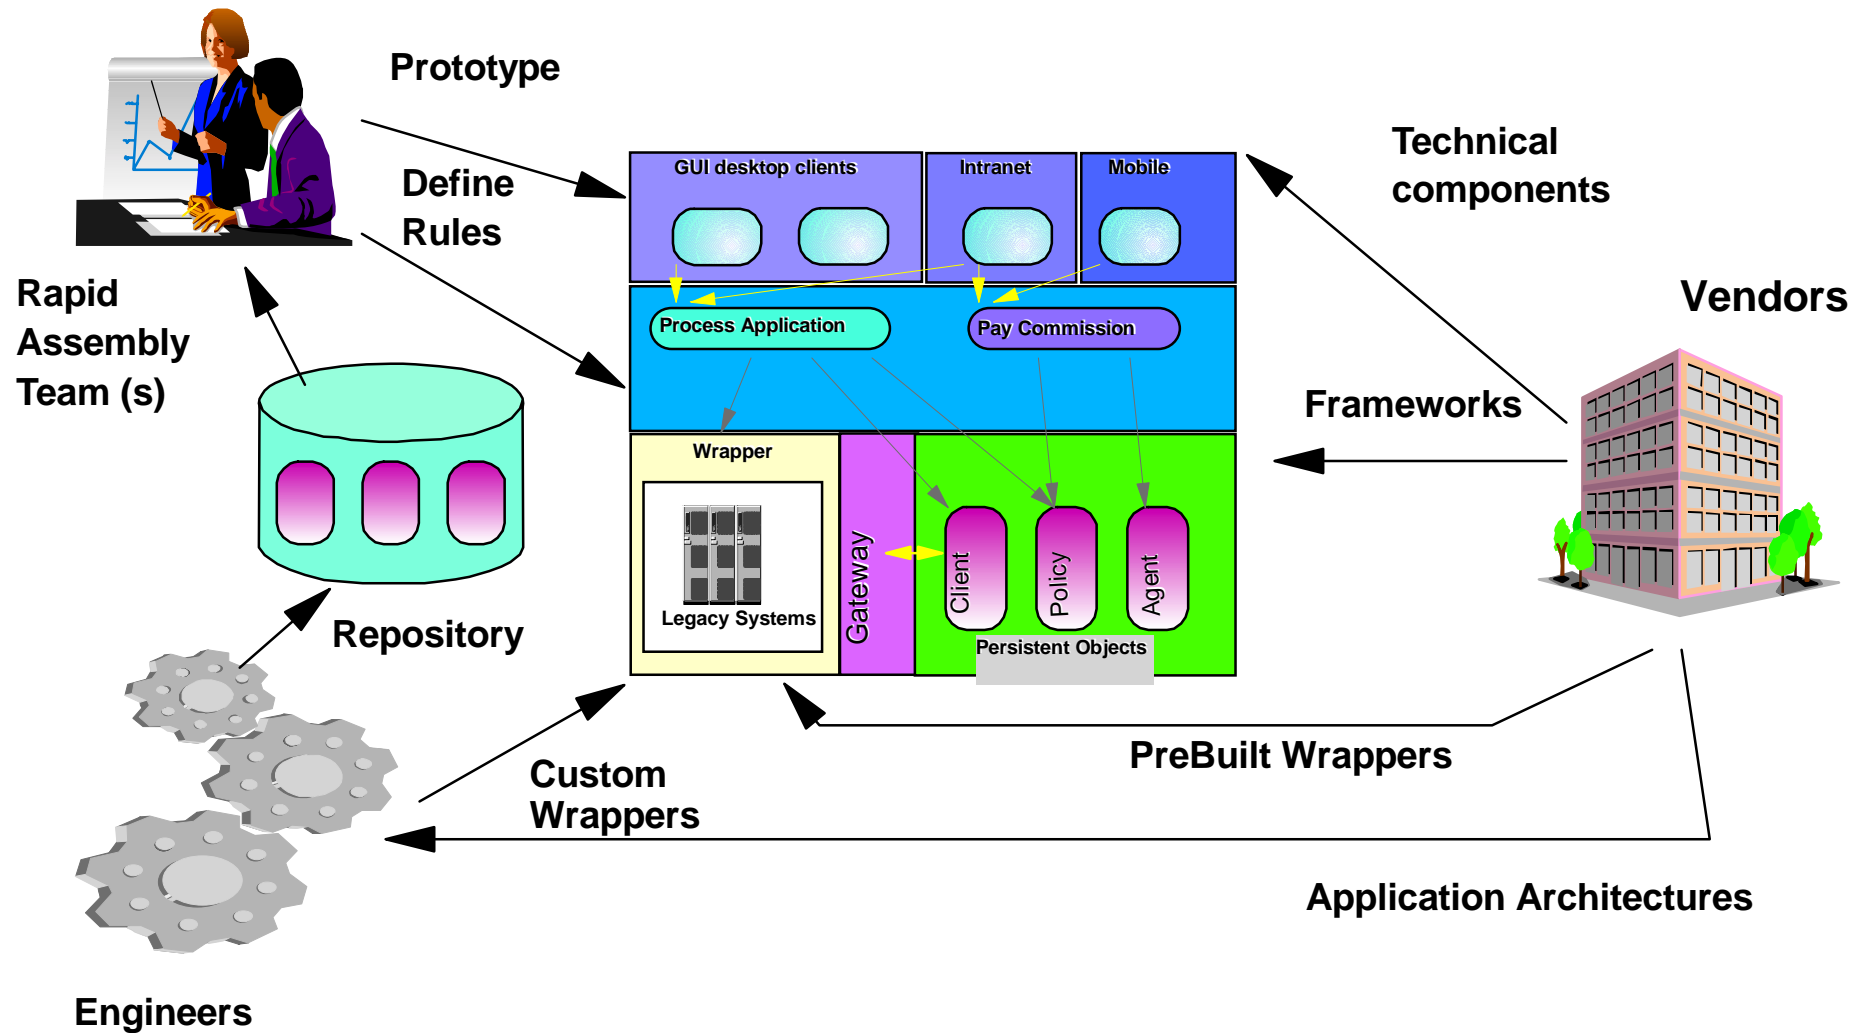 Prototype
Define
Rules
Rapid
Assembly
Team (s)
GUI desktop clients
Intranet
Mobile
Technical
components
Vendors
Process Application
Pay Commission
Frameworks
Wrapper
Legacy Systems
Gateway
Client
Policy
Agent
Persistent Objects
Repository
Custom
Wrappers
PreBuilt Wrappers
Application Architectures
Engineers